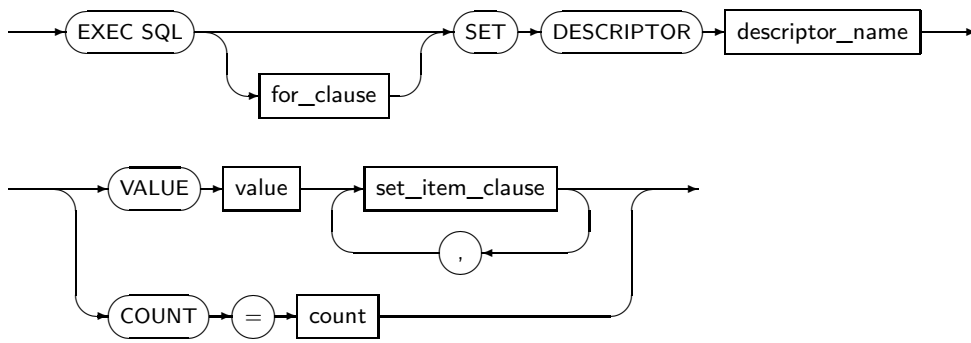 EXEC SQL SET DESCRIPTOR descriptor_name
for_clause
VALUE value set_item_clause
,
COUNT = count